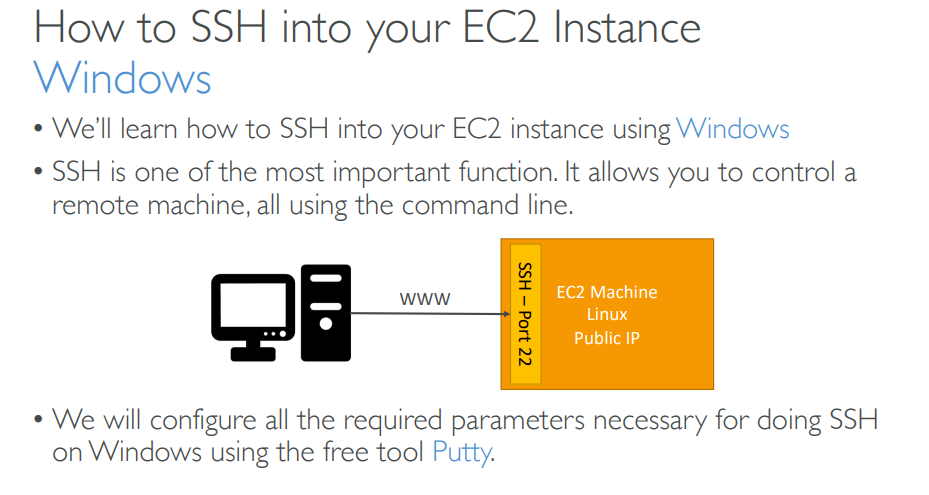 How to SSH into your EC2 Instance
Windows
• We'll learn how to SSH into your EC2 instance using Windows
• SSH is one of the most important function. It allows you to control a
remote machine, all using the command line.
WWW
SSH – Port 22
EC2 Machine
Linux
Public IP
• We will configure all the required parameters necessary for doing SSH
on Windows using the free tool Putty.